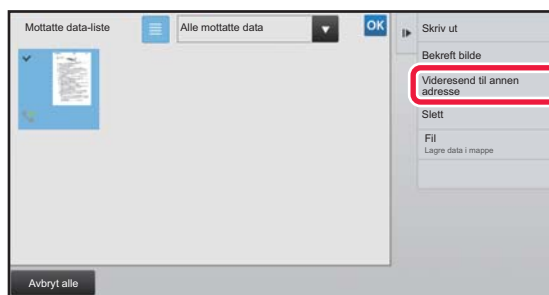 Mottatte data-liste
Alle mottatte data
OK
Skriv ut
Bekreft bilde
Videresend til annen
adresse
Slett
Fil
Lagre data i mappe
Avbryt alle